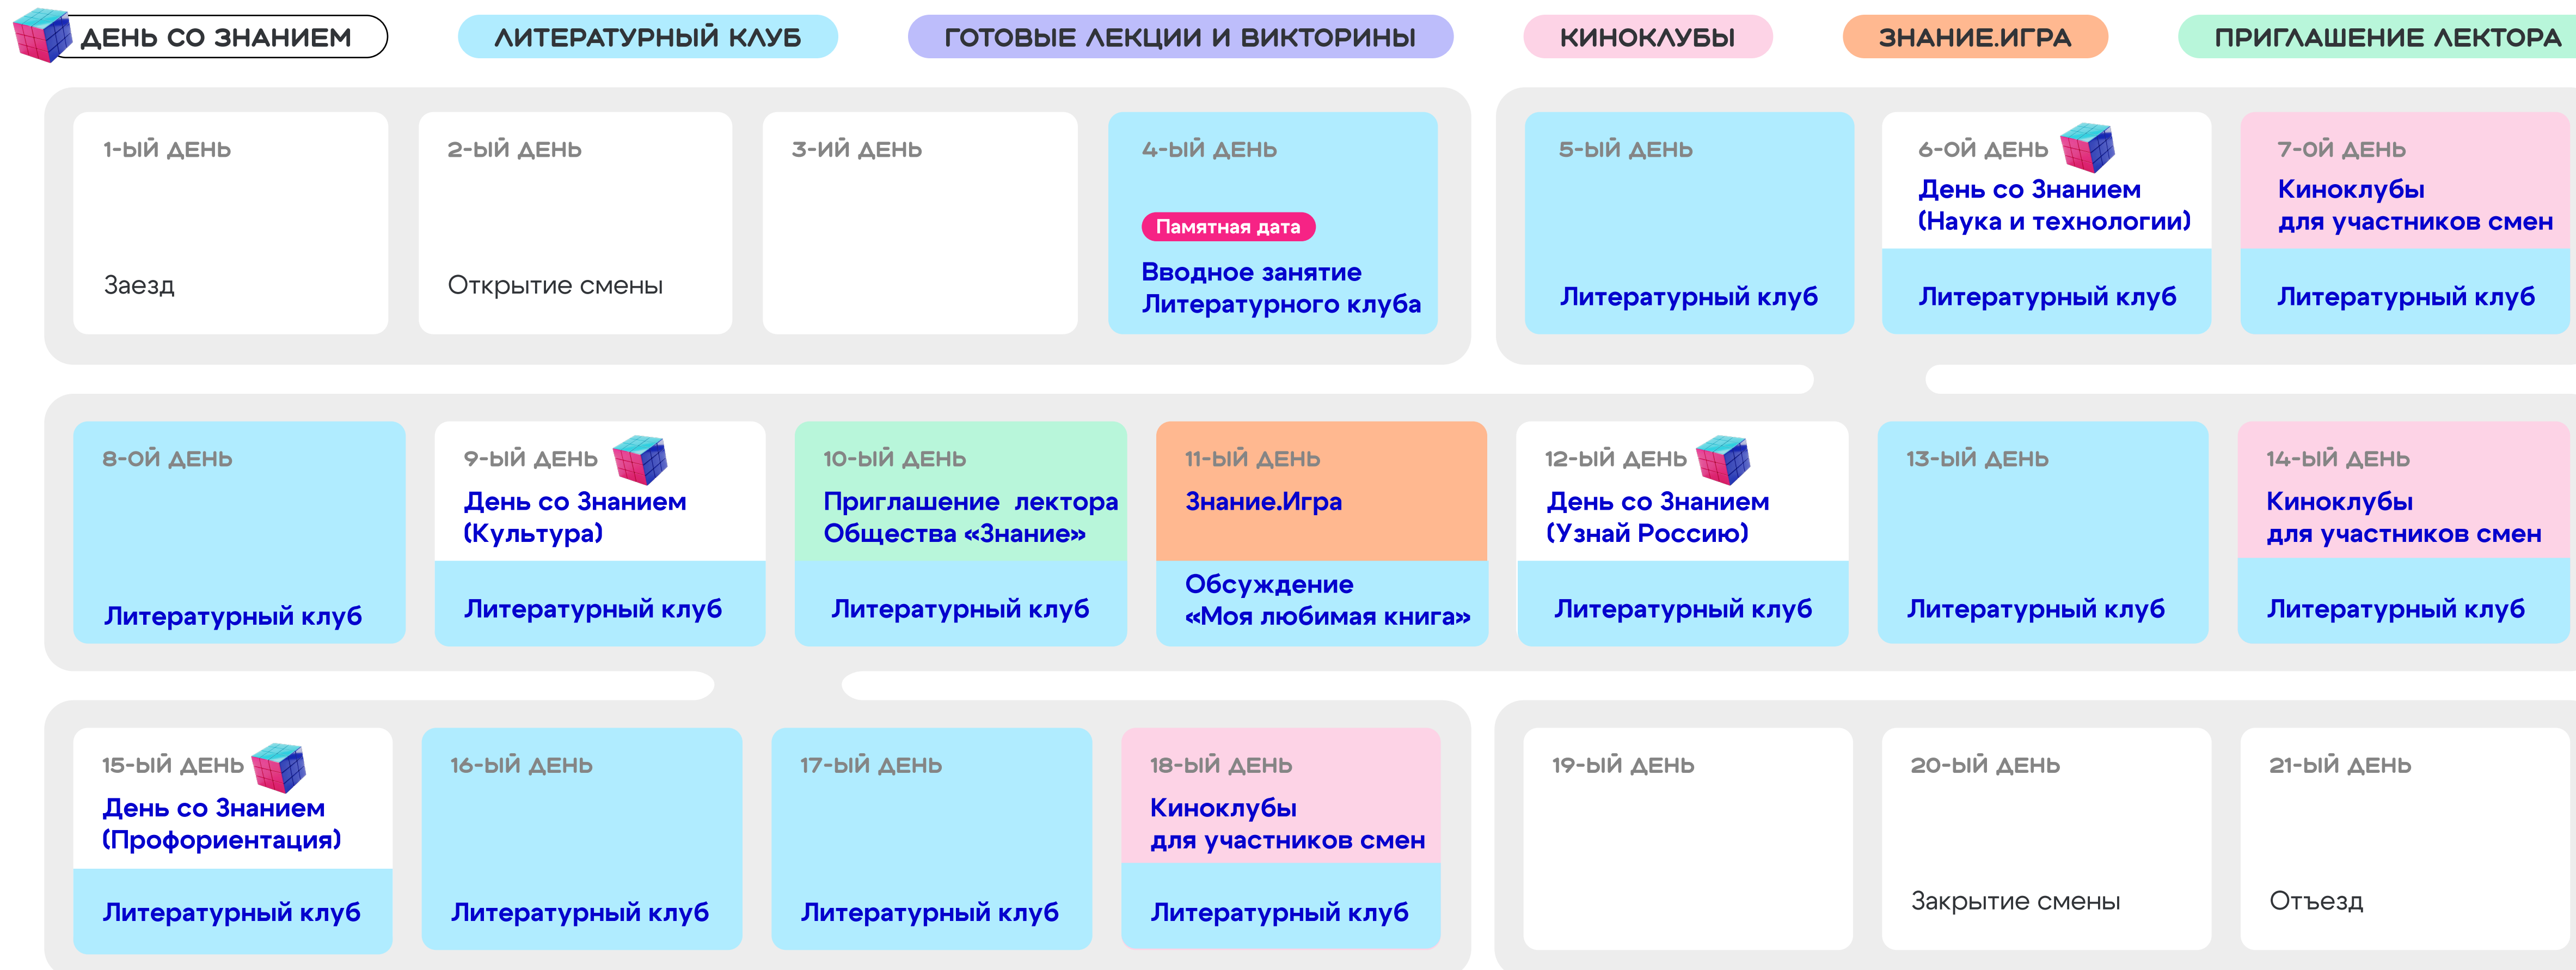 ДЕНЬ СО ЗНАНИЕМ
ЛИТЕРАТУРНЫЙ КЛУБ
ГОТОВЫЕ ЛЕКЦИИ И ВИКТОРИНЫ
КИНОКЛУБЫ
ЗНАНИЕ.ИГРА
ПРИГЛАШЕНИЕ ЛЕКТОРА
1-ЫЙ ДЕНЬ
Заезд
2-ЫЙ ДЕНЬ
Открытие смены
3-ИЙ ДЕНЬ
4-ЫЙ ДЕНЬ
Памятная дата
Вводное занятие
Литературного клуба
5-ЫЙ ДЕНЬ
Литературный клуб
6-ОЙ ДЕНЬ
День со Знанием
(Наука и технологии)
Литературный клуб
7-ОЙ ДЕНЬ
Киноклубы
для участников смен
Литературный клуб
8-ОЙ ДЕНЬ
Литературный клуб
9-ЫЙ ДЕНЬ
День со Знанием
(Культура)
Литературный клуб
10-ЫЙ ДЕНЬ
Приглашение лектора
Общества «Знание»
Литературный клуб
11-ЫЙ ДЕНЬ
Знание.Игра
Обсуждение
«Моя любимая книга»
12-ЫЙ ДЕНЬ
День со Знанием
(Узнай Россию)
Литературный клуб
13-ЫЙ ДЕНЬ
Литературный клуб
14-ЫЙ ДЕНЬ
Киноклубы
для участников смен
Литературный клуб
15-ЫЙ ДЕНЬ
День со Знанием
(Профориентация)
Литературный клуб
16-ЫЙ ДЕНЬ
Литературный клуб
17-ЫЙ ДЕНЬ
Литературный клуб
18-ЫЙ ДЕНЬ
Киноклубы
для участников смен
Литературный клуб
19-ЫЙ ДЕНЬ
20-ЫЙ ДЕНЬ
Закрытие смены
21-ЫЙ ДЕНЬ
Отъезд